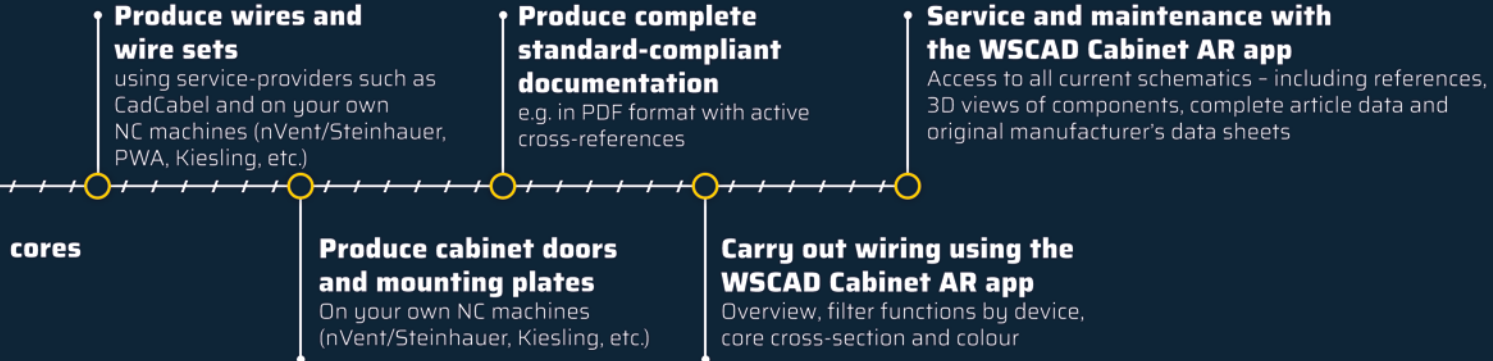 Produce wires and
wire sets
using service-providers such as
CadCabel and on your own
NC machines (nVent/Steinhauer,
PWA, Kiesling, etc.)
Produce complete
standard-compliant
documentation
e.g. in PDF format with active
cross-references
Service and maintenance with
the WSCAD Cabinet AR app
Access to all current schematics – including references,
3D views of components, complete article data and
original manufacturer's data sheets
cores
Produce cabinet doors
and mounting plates
On your own NC machines
(nVent/Steinhauer, Kiesling, etc.)
Carry out wiring using the
WSCAD Cabinet AR app
Overview, filter functions by device,
core cross-section and colour